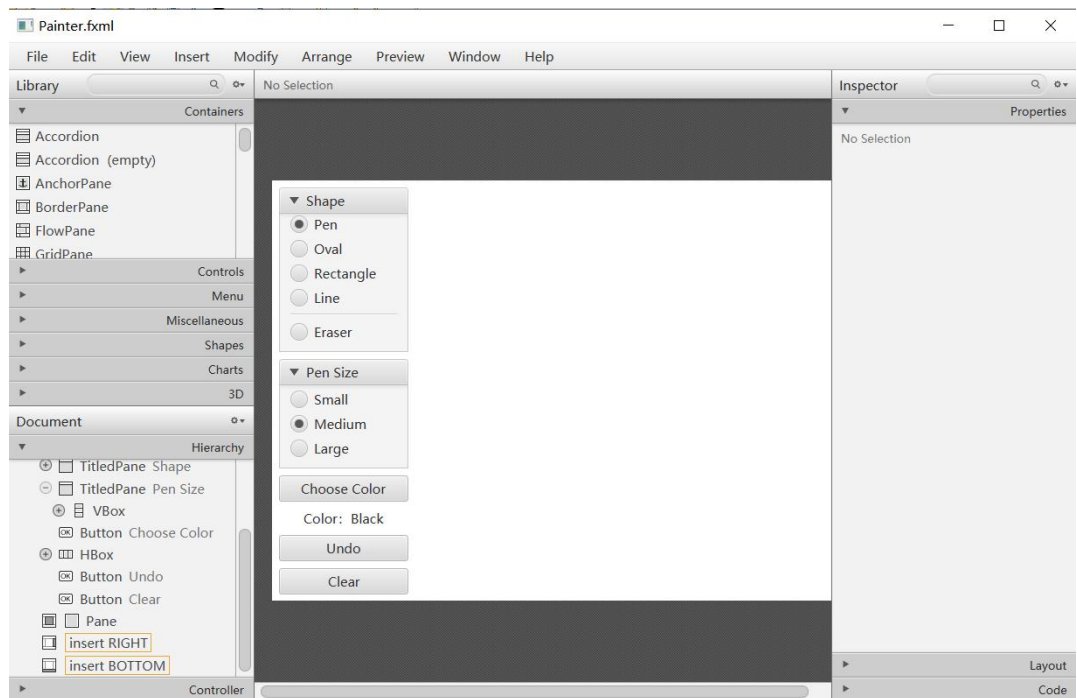 Painter.fxml
File Edit View Insert Modify Arrange Preview Window Help
Library
Containers
Accordion
Accordion (empty)
AnchorPane
BorderPane
FlowPane
GridPane
Controls
Menu
Miscellaneous
Shapes
Charts
3D
Document
Hierarchy
TitledPane Shape
TitledPane Pen Size
VBox
OK Button Choose Color
HBox
OK Button Undo
OK Button Clear
Pane
insert RIGHT
insert BOTTOM
Controller
No Selection
Shape
Pen
Oval
Rectangle
Line
Eraser
Pen Size
Small
Medium
Large
Choose Color
Color: Black
Undo
Clear
Inspector
Properties
No Selection
Layout
Code